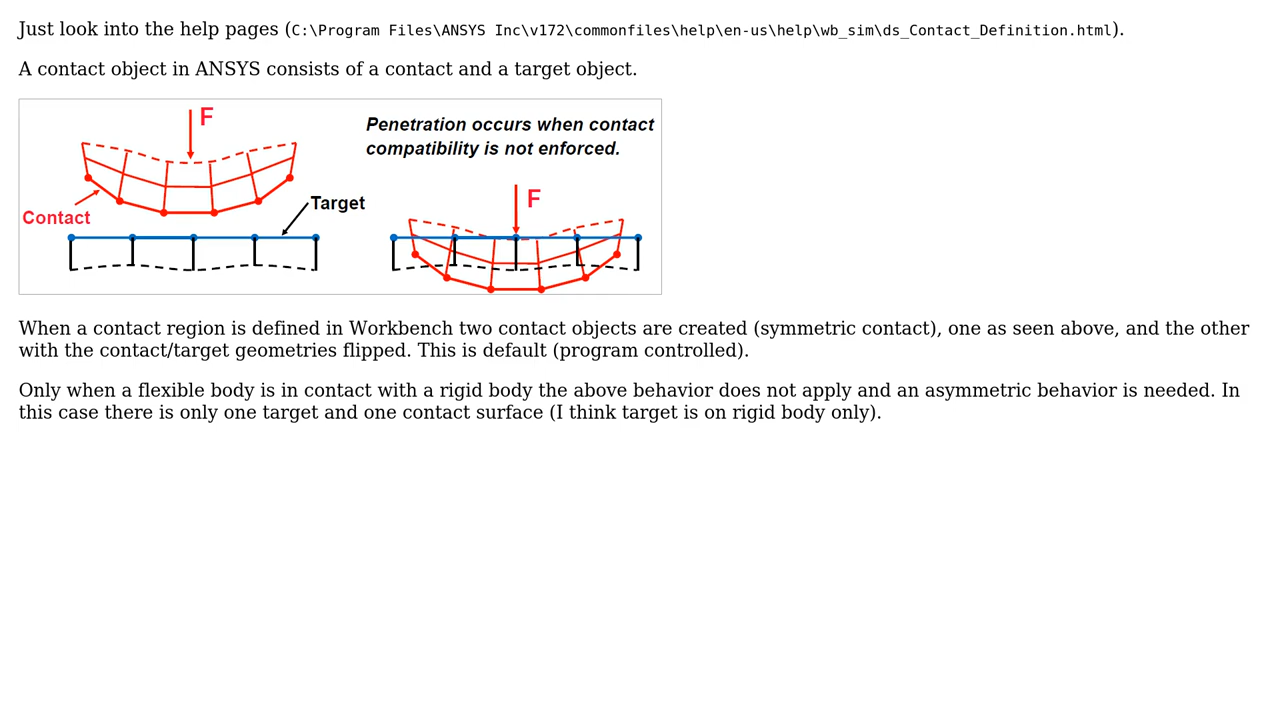 Just look into the help pages (C:\Program Files\ANSYS Inc\v172\commonfiles\help\en-us\help\wb_sim\ds_Contact_Definition.html).
A contact object in ANSYS consists of a contact and a target object.
F
Penetration occurs when contact
compatibility is not enforced.
Contact
Target
F
When a contact region is defined in Workbench two contact objects are created (symmetric contact), one as seen above, and the other
with the contact/target geometries flipped. This is default (program controlled).
Only when a flexible body is in contact with a rigid body the above behavior does not apply and an asymmetric behavior is needed. In
this case there is only one target and one contact surface (I think target is on rigid body only).